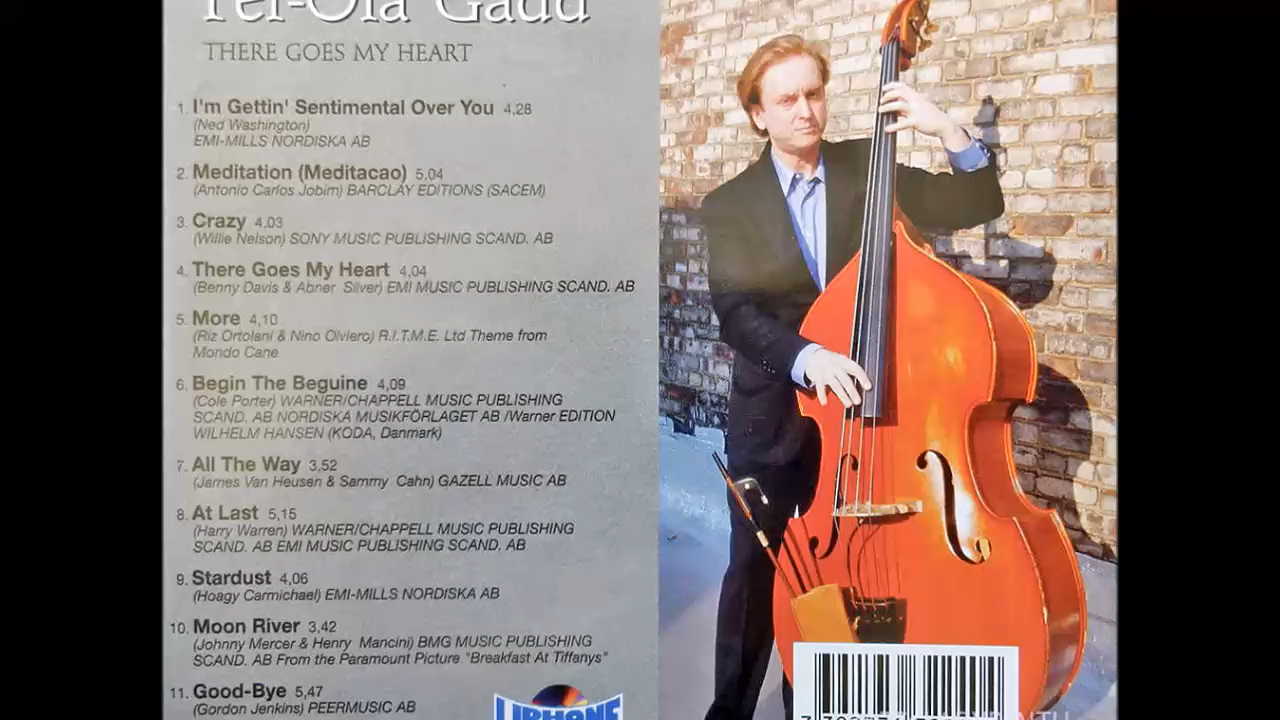 Per-Ola Gadd
THERE GOES MY HEART
1. I'm Gettin' Sentimental Over You 4,28
(Ned Washington)
EMI-MILLS NORDISKA AB
2. Meditation (Meditacao) 5,04
(Antonio Carlos Jobim) BARCLAY EDITIONS (SACEM)
3. Crazy 4,03
(Willie Nelson) SONY MUSIC PUBLISHING SCAND. AB
4. There Goes My Heart 4,04
(Benny Davis & Abner Silver) EMI MUSIC PUBLISHING SCAND. AB
5. More 4,10
(Riz Ortolani & Nino Olviero) R.I.T.M.E. Ltd Theme from
Mondo Cane
6. Begin The Beguine 4,09
(Cole Porter) WARNER/CHAPPELL MUSIC PUBLISHING
SCAND. AB NORDISKA MUSIKFÖRLAGET AB /Warner EDITION
WILHELM HANSEN (KODA, Danmark)
7. All The Way 3,52
(James Van Heusen & Sammy Cahn) GAZELL MUSIC AB
8. At Last 5,15
(Harry Warren) WARNER/CHAPPELL MUSIC PUBLISHING
SCAND. AB EMI MUSIC PUBLISHING SCAND. AB
9. Stardust 4,06
(Hoagy Carmichael) EMI-MILLS NORDISKA AB
10. Moon River 3,42
(Johnny Mercer & Henry Mancini) BMG MUSIC PUBLISHING
SCAND. AB From the Paramount Picture "Breakfast At Tiffanys"
11. Good-Bye 5,47
(Gordon Jenkins) PEERMUSIC AB
LIPHONE